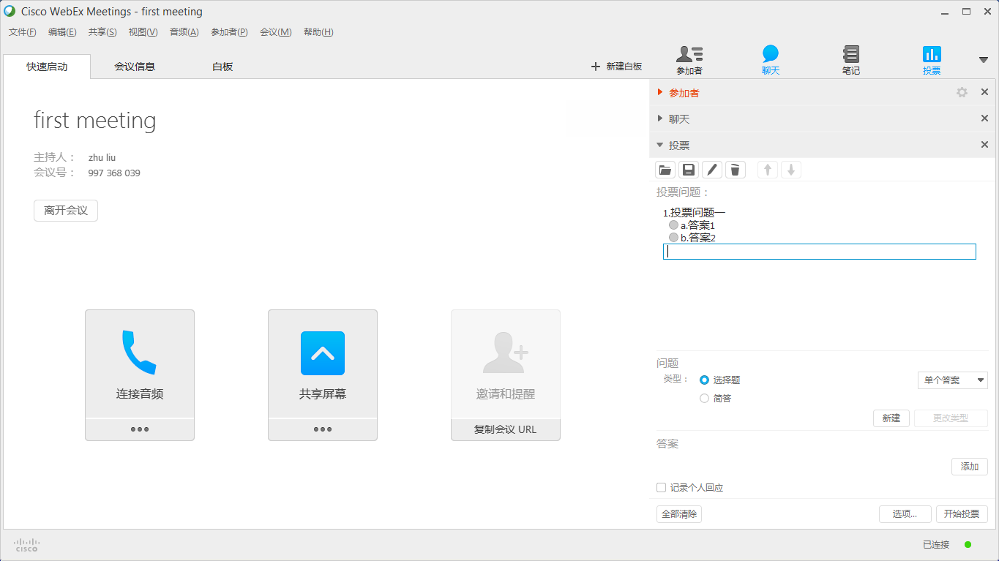 Cisco WebEx Meetings - first meeting
文件(F) 编辑(E) 共享(S) 视图(V) 音频(A) 参加者(P) 会议(M) 帮助(H)
快速启动 会议信息 白板 新建白板 参加者 聊天 笔记 投票
参加者
聊天
投票
first meeting
主持人： zhu liu
会议号： 997 368 039
离开会议
投票问题：
1.投票问题一
a.答案1
b.答案2
连接音频
共享屏幕
邀请和提醒
复制会议 URL
问题
类型： 选择题 单个答案
简答
新建 更改类型
答案
添加
记录个人回应
全部清除 选项... 开始投票
CISCO
已连接